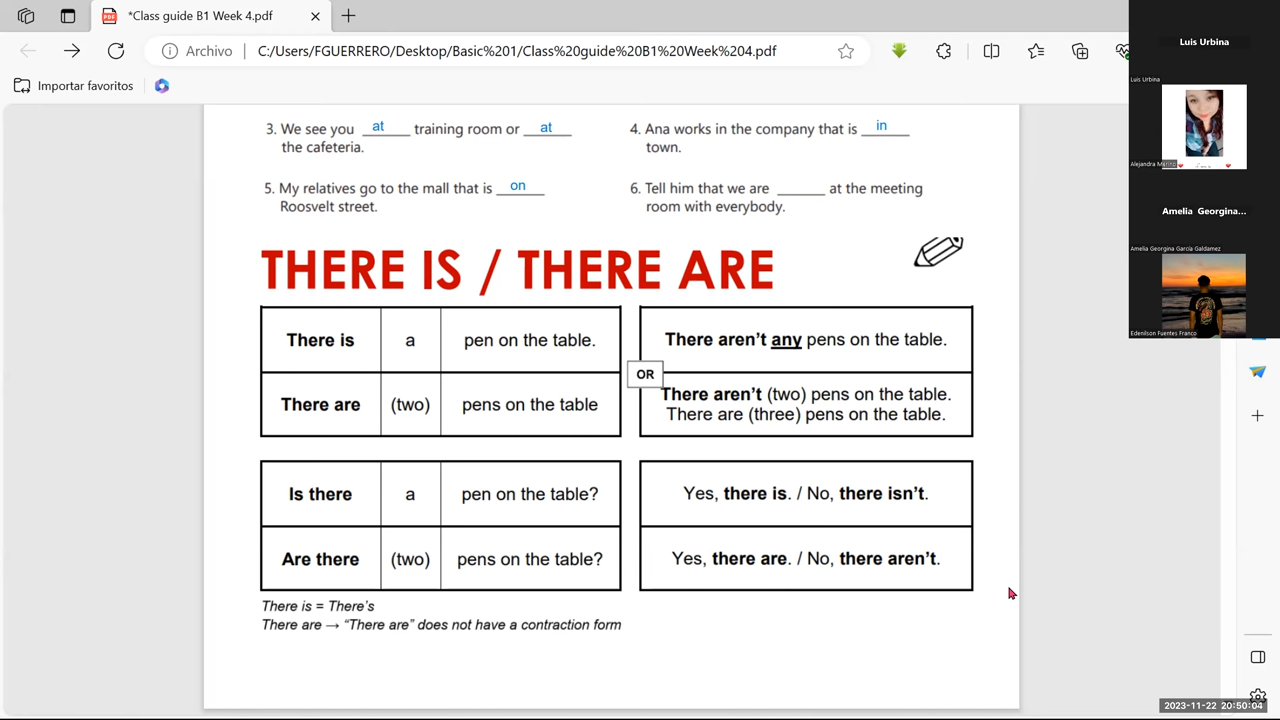 *Class guide B1 Week 4.pdf
Archivo
C:/Users/FGUERRERO/Desktop/Basic%201/Class%20guide%20B1%20Week%204.pdf
Importar favoritos
3. We see you __at__ training room or __at__
the cafeteria.
4. Ana works in the company that is __in__
town.
5. My relatives go to the mall that is __on__
Roosvelt street.
6. Tell him that we are ______ at the meeting
room with everybody.
THERE IS / THERE ARE
There is a pen on the table.
There are (two) pens on the table
OR
There aren't any pens on the table.
There aren't (two) pens on the table.
There are (three) pens on the table.
Is there a pen on the table?
Are there (two) pens on the table?
Yes, there is. / No, there isn't.
Yes, there are. / No, there aren't.
There is = There's
There are → “There are” does not have a contraction form
Luis Urbina
Luis Urbina
Alejandra Merino
Amelia Georgina...
Amelia Georgina García Galdamez
Edenilson Fuentes Franco
2023-11-22 20:50:04